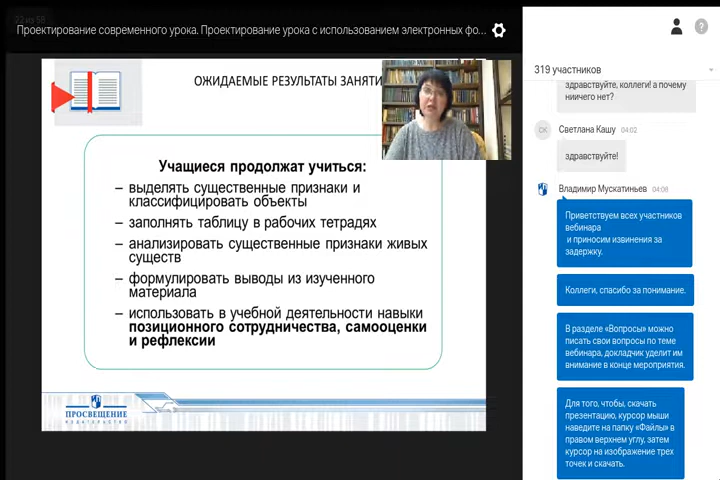 22 из 58
Проектирование современного урока. Проектирование урока с использованием электронных фо...
ОЖИДАЕМЫЕ РЕЗУЛЬТАТЫ ЗАНЯТИ
Учащиеся продолжат учиться:
– выделять существенные признаки и
классифицировать объекты
– заполнять таблицу в рабочих тетрадях
– анализировать существенные признаки живых
существ
– формулировать выводы из изученного
материала
– использовать в учебной деятельности навыки
позиционного сотрудничества, самооценки
и рефлексии
ПРОСВЕЩЕНИЕ
ИЗДАТЕЛЬСТВО
319 участников
здравствуйте, коллеги! а почему
ниичего нет?
СК
Светлана Кашу 04:02
здравствуйте!
Владимир Мускатиньев 04:08
Приветствуем всех участников
вебинара
и приносим извинения за
задержку.
Коллеги, спасибо за понимание.
В разделе «Вопросы» можно
писать свои вопросы по теме
вебинара, докладчик уделит им
внимание в конце мероприятия.
Для того, чтобы, скачать
презентацию, курсор мыши
наведите на папку «Файлы» в
правом верхнем углу, затем
курсор на изображение трех
точек и скачать.